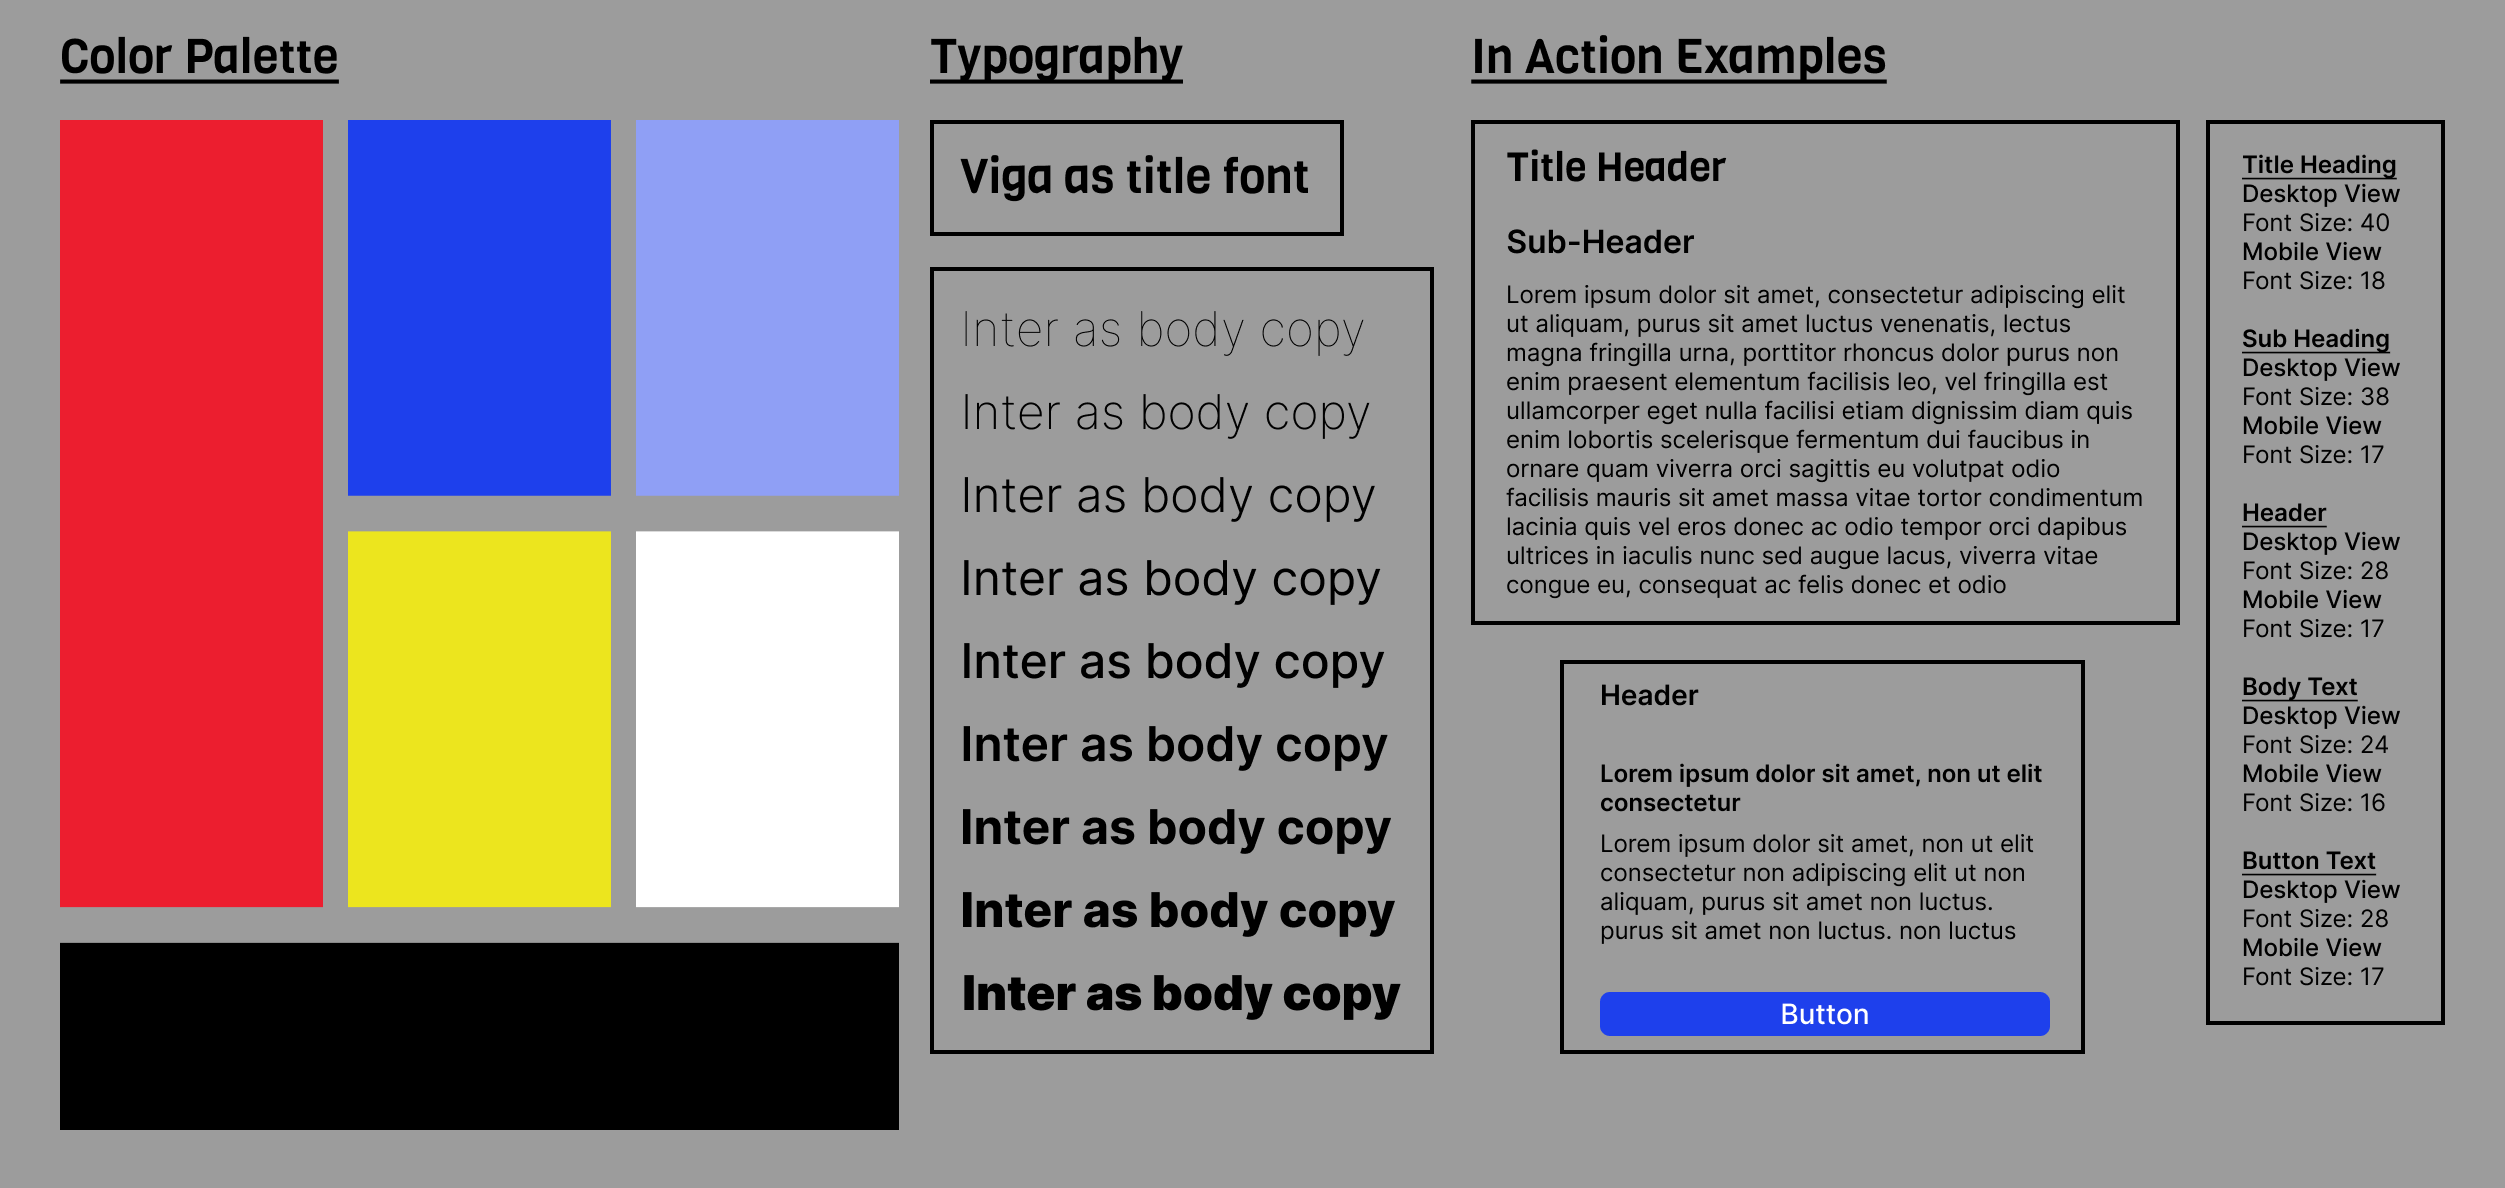 Color Palette
Typography
Viga as title font
Inter as body copy
Inter as body copy
Inter as body copy
Inter as body copy
Inter as body copy
Inter as body copy
Inter as body copy
Inter as body copy
Inter as body copy
In Action Examples
Title Header
Sub-Header
Lorem ipsum dolor sit amet, consectetur adipiscing elit
ut aliquam, purus sit amet luctus venenatis, lectus
magna fringilla urna, porttitor rhoncus dolor purus non
enim praesent elementum facilisis leo, vel fringilla est
ullamcorper eget nulla facilisi etiam dignissim diam quis
enim lobortis scelerisque fermentum dui faucibus in
ornare quam viverra orci sagittis eu volutpat odio
facilisis mauris sit amet massa vitae tortor condimentum
lacinia quis vel eros donec ac odio tempor orci dapibus
ultrices in iaculis nunc sed augue lacus, viverra vitae
congue eu, consequat ac felis donec et odio
Header
Lorem ipsum dolor sit amet, non ut elit
consectetur
Lorem ipsum dolor sit amet, non ut elit
consectetur non adipiscing elit ut non
aliquam, purus sit amet non luctus.
purus sit amet non luctus. non luctus
Button
Title Heading
Desktop View
Font Size: 40
Mobile View
Font Size: 18
Sub Heading
Desktop View
Font Size: 38
Mobile View
Font Size: 17
Header
Desktop View
Font Size: 28
Mobile View
Font Size: 17
Body Text
Desktop View
Font Size: 24
Mobile View
Font Size: 16
Button Text
Desktop View
Font Size: 28
Mobile View
Font Size: 17